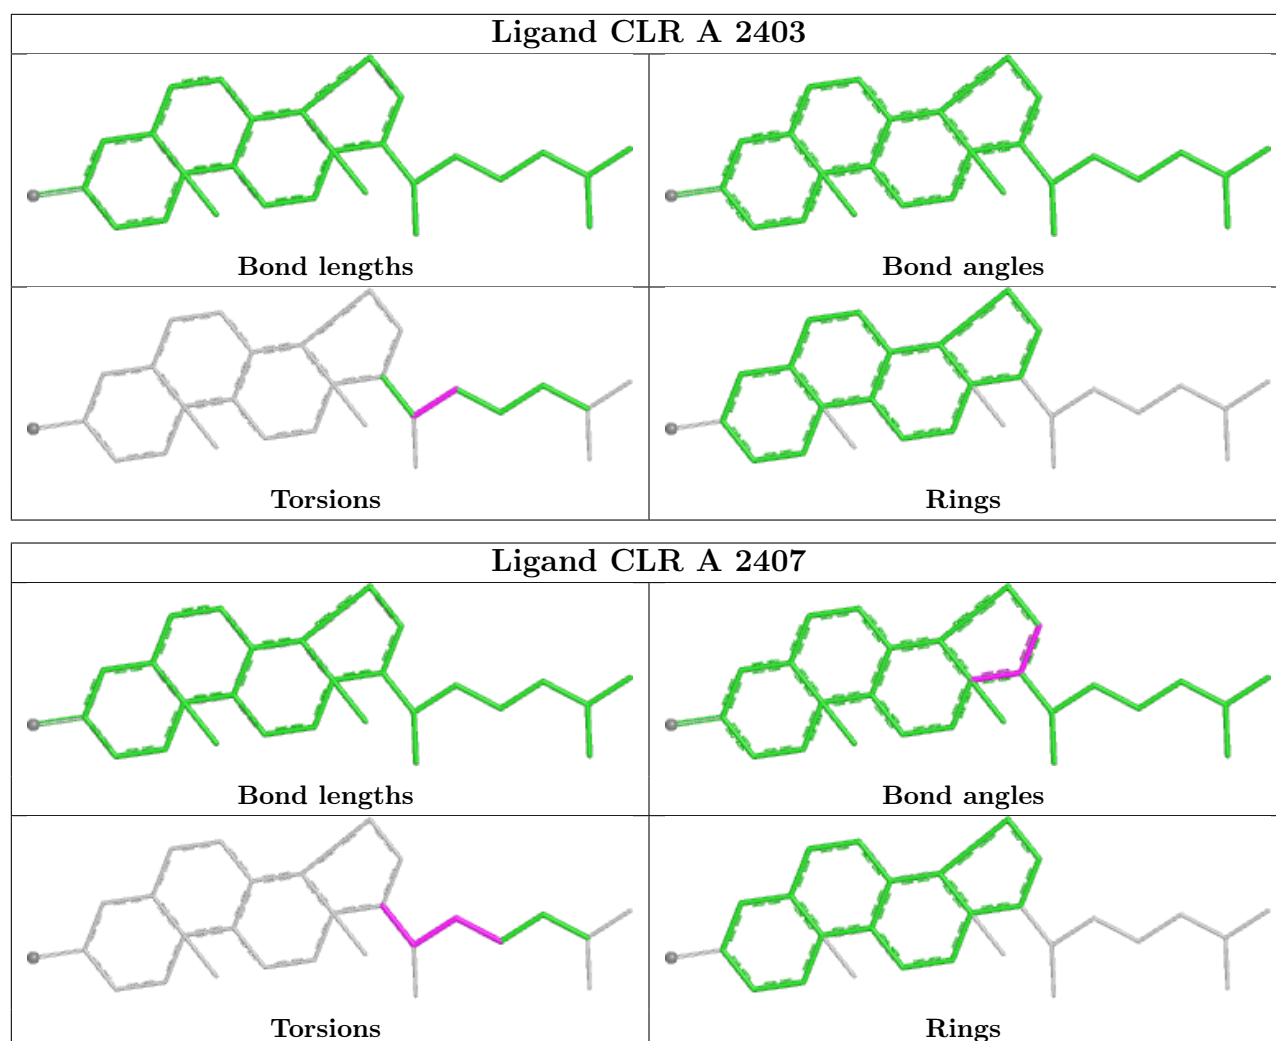 Ligand CLR A 2403
Bond lengths
Bond angles
Torsions
Rings
Ligand CLR A 2407
Bond lengths
Bond angles
Torsions
Rings